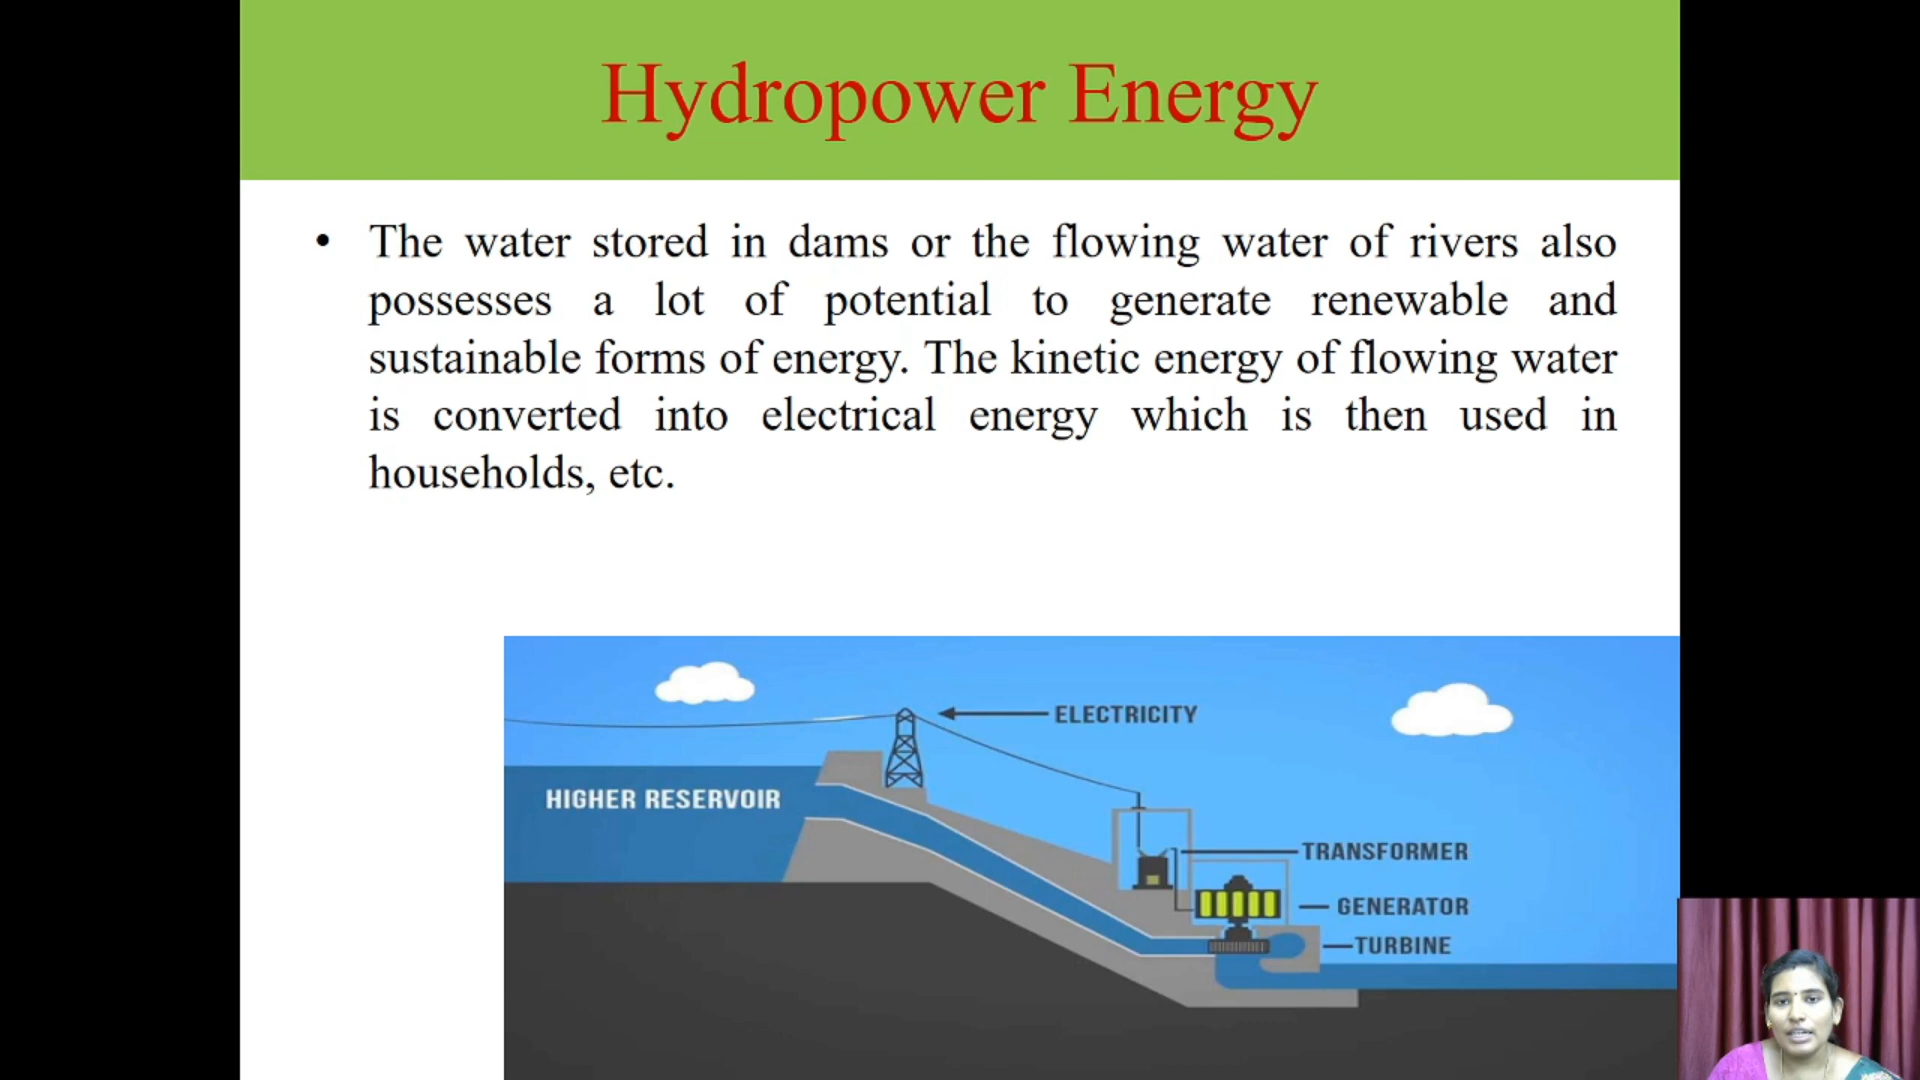 Hydropower Energy
• The water stored in dams or the flowing water of rivers also
possesses a lot of potential to generate renewable and
sustainable forms of energy. The kinetic energy of flowing water
is converted into electrical energy which is then used in
households, etc.
ELECTRICITY
HIGHER RESERVOIR
TRANSFORMER
GENERATOR
TURBINE